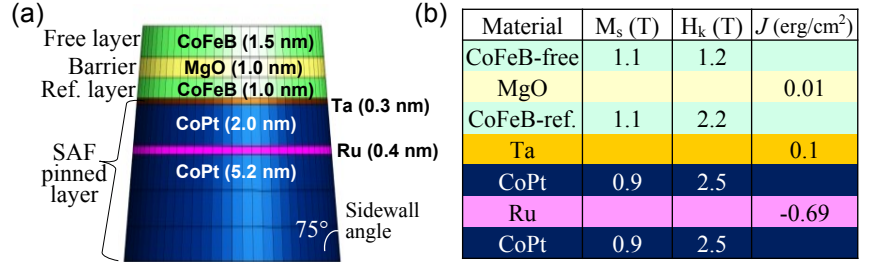 (a)
Free layer
CoFeB (1.5 nm)
Barrier
MgO (1.0 nm)
Ref. layer
CoFeB (1.0 nm)
Ta (0.3 nm)
CoPt (2.0 nm)
Ru (0.4 nm)
SAF
pinned
layer
CoPt (5.2 nm)
75°
Sidewall
angle
(b)
Material Ms (T) Hk (T) J (erg/cm²)
CoFeB-free 1.1 1.2
MgO 0.01
CoFeB-ref. 1.1 2.2
Ta 0.1
CoPt 0.9 2.5
Ru -0.69
CoPt 0.9 2.5